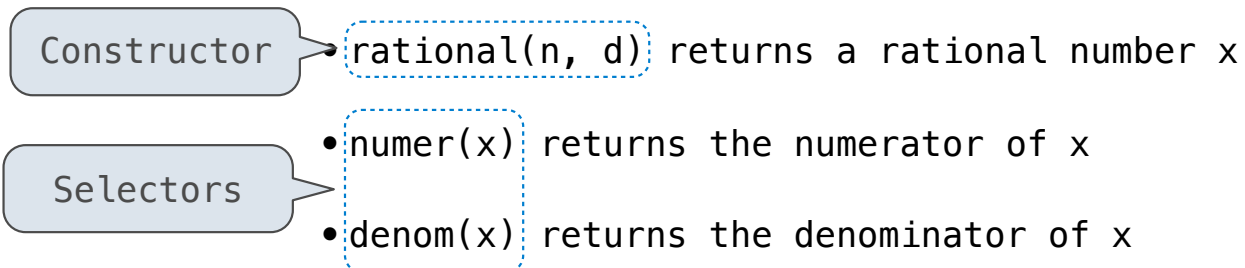 Constructor
• rational(n, d) returns a rational number x
• numer(x) returns the numerator of x
Selectors
• denom(x) returns the denominator of x